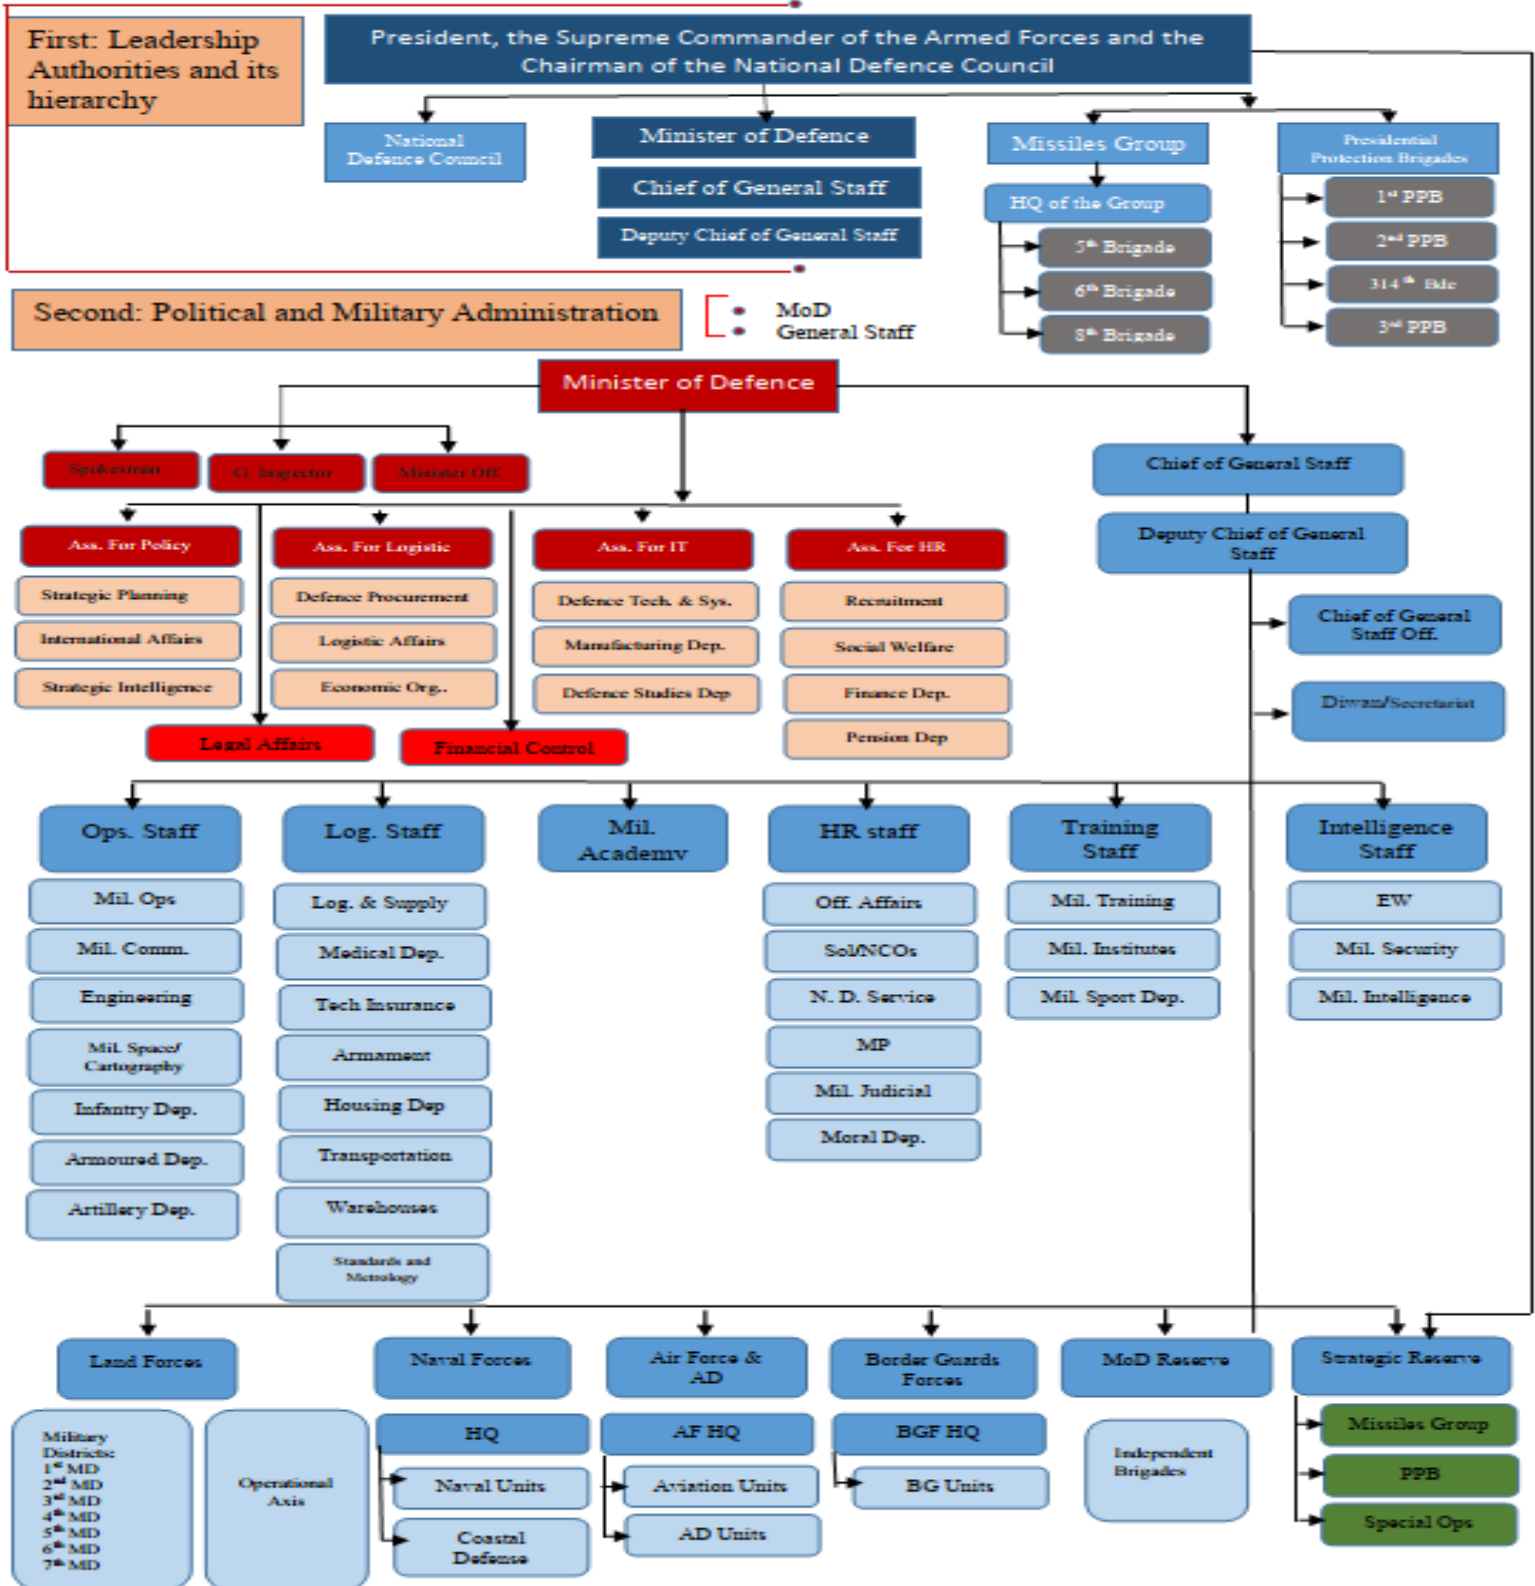 First: Leadership
Authorities and its
hierarchy
President, the Supreme Commander of the Armed Forces and the
Chairman of the National Defence Council
National
Defence Council
Minister of Defence
Chief of General Staff
Deputy Chief of General Staff
Missiles Group
HQ of the Group
5th Brigade
6th Brigade
8th Brigade
Presidential
Protection Brigades
1st PPB
2nd PPB
314th Bde
3rd PPB
Second: Political and Military Administration
MoD
General Staff
Minister of Defence
Spokesman
G. Inspector
Minister Off.
Chief of General Staff
Deputy Chief of General
Staff
Chief of General
Staff Off.
Diwan/Secretariat
Ass. For Policy
Strategic Planning
International Affairs
Strategic Intelligence
Ass. For Logistic
Defence Procurement
Logistic Affairs
Economic Org..
Ass. For IT
Defence Tech. & Sys.
Manufacturing Dep.
Defence Studies Dep
Ass. For HR
Recruitment
Social Welfare
Finance Dep.
Pension Dep
Legal Affairs
Financial Control
Ops. Staff
Mil. Ops
Mil. Comm.
Engineering
Mil. Space/
Cartography
Infantry Dep.
Armoured Dep.
Artillery Dep.
Log. Staff
Log. & Supply
Medical Dep.
Tech Insurance
Armament
Housing Dep
Transportation
Warehouses
Standards and
Metrology
Mil.
Academy
HR staff
Off. Affairs
Sol/NCOs
N. D. Service
MP
Mil. Judicial
Moral Dep.
Training
Staff
Mil. Training
Mil. Institutes
Mil. Sport Dep.
Intelligence
Staff
EW
Mil. Security
Mil. Intelligence
Land Forces
Military
Districts:
1st MD
2nd MD
3rd MD
4th MD
5th MD
6th MD
7th MD
Operational
Axis
Naval Forces
HQ
Naval Units
Coastal
Defense
Air Force &
AD
AF HQ
Aviation Units
AD Units
Border Guards
Forces
BGF HQ
BG Units
MoD Reserve
Independent
Brigades
Strategic Reserve
Missiles Group
PPB
Special Ops